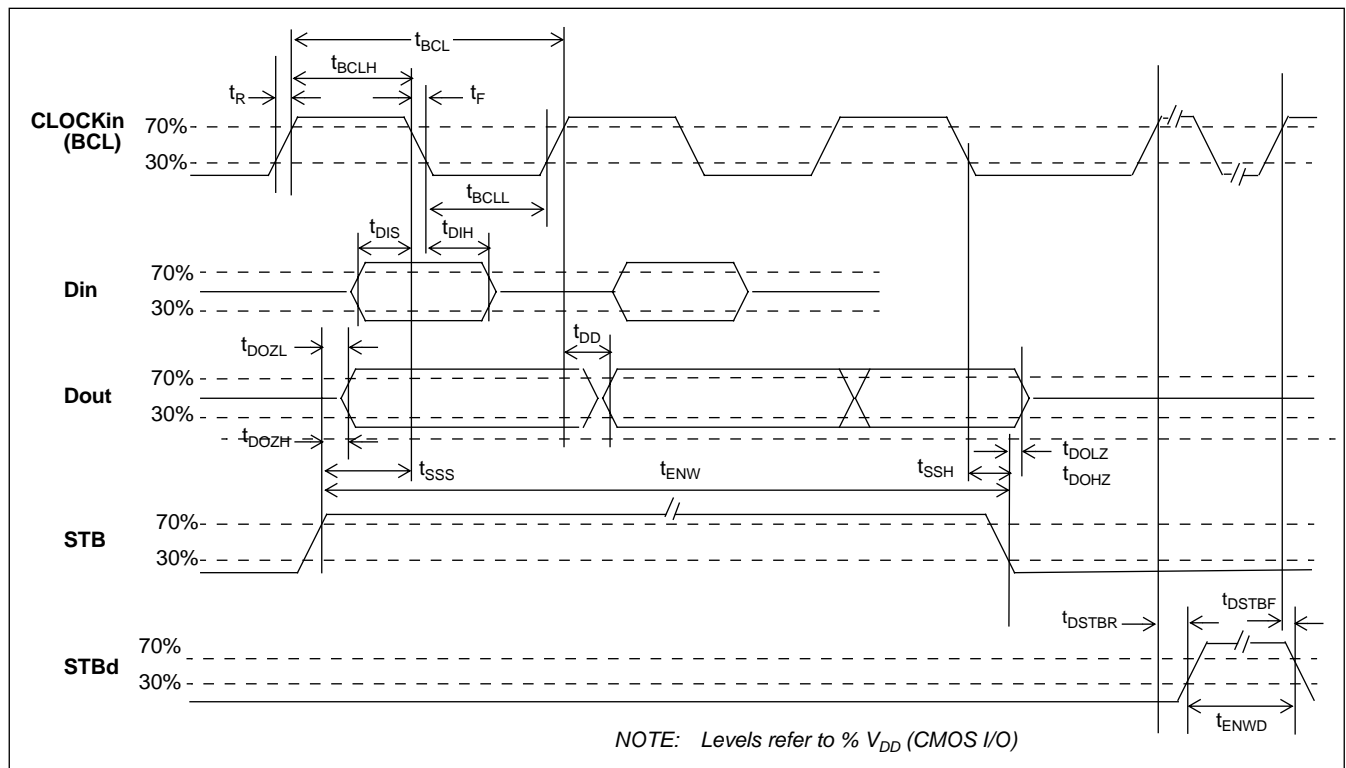 tBCL
tBCLH
tR
tF
CLOCKin
(BCL)
70%
30%
tBCLL
tDIS
tDIH
70%
Din
30%
tDOZL
tDD
70%
Dout
30%
tDOZH
tSSS
tENW
tSSH
tDOLZ
tDOHZ
70%
STB
30%
tDSTBR
tDSTBF
70%
STBd
30%
tENWD
NOTE: Levels refer to % VDD (CMOS I/O)